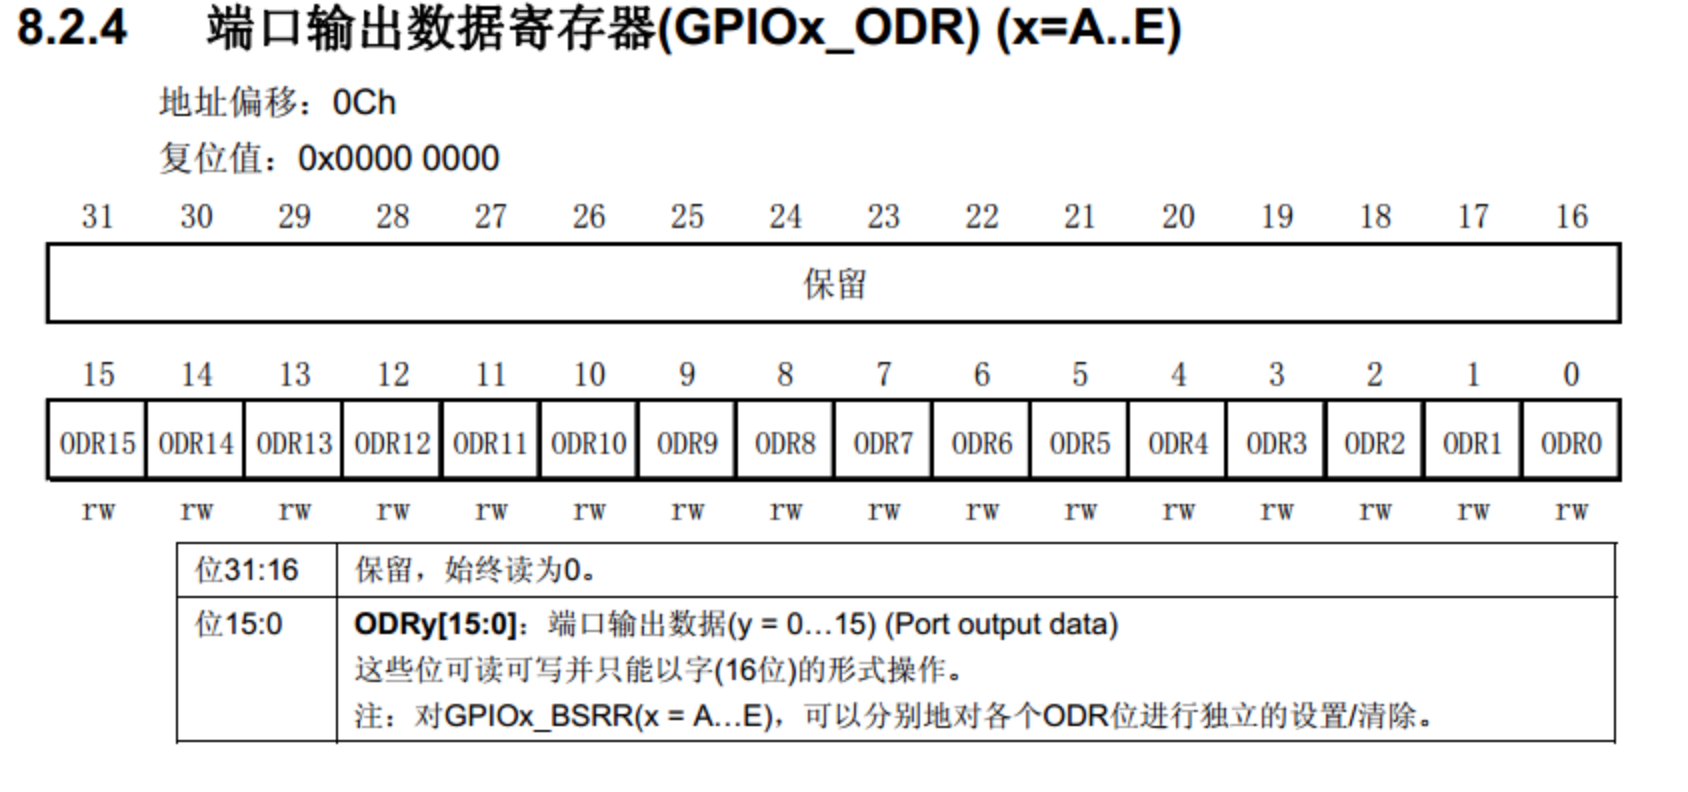 8.2.4 端口输出数据寄存器(GPIOx_ODR) (x=A..E)
地址偏移：0Ch
复位值：0x0000 0000
31 30 29 28 27 26 25 24 23 22 21 20 19 18 17 16
保留
15 14 13 12 11 10 9 8 7 6 5 4 3 2 1 0
ODR15 ODR14 ODR13 ODR12 ODR11 ODR10 ODR9 ODR8 ODR7 ODR6 ODR5 ODR4 ODR3 ODR2 ODR1 ODR0
rw rw rw rw rw rw rw rw rw rw rw rw rw rw rw rw
位31:16 保留，始终读为0。
位15:0 ODRy[15:0]：端口输出数据(y = 0…15) (Port output data)
这些位可读可写并只能以字(16位)的形式操作。
注：对GPIOx_BSRR(x = A…E)，可以分别地对各个ODR位进行独立的设置/清除。